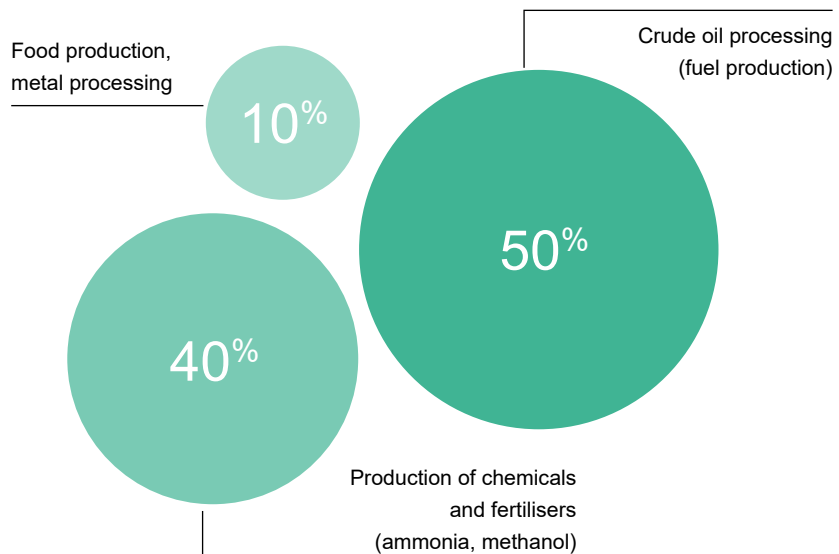 Food production,
metal processing
10%
Crude oil processing
(fuel production)
50%
40%
Production of chemicals
and fertilisers
(ammonia, methanol)